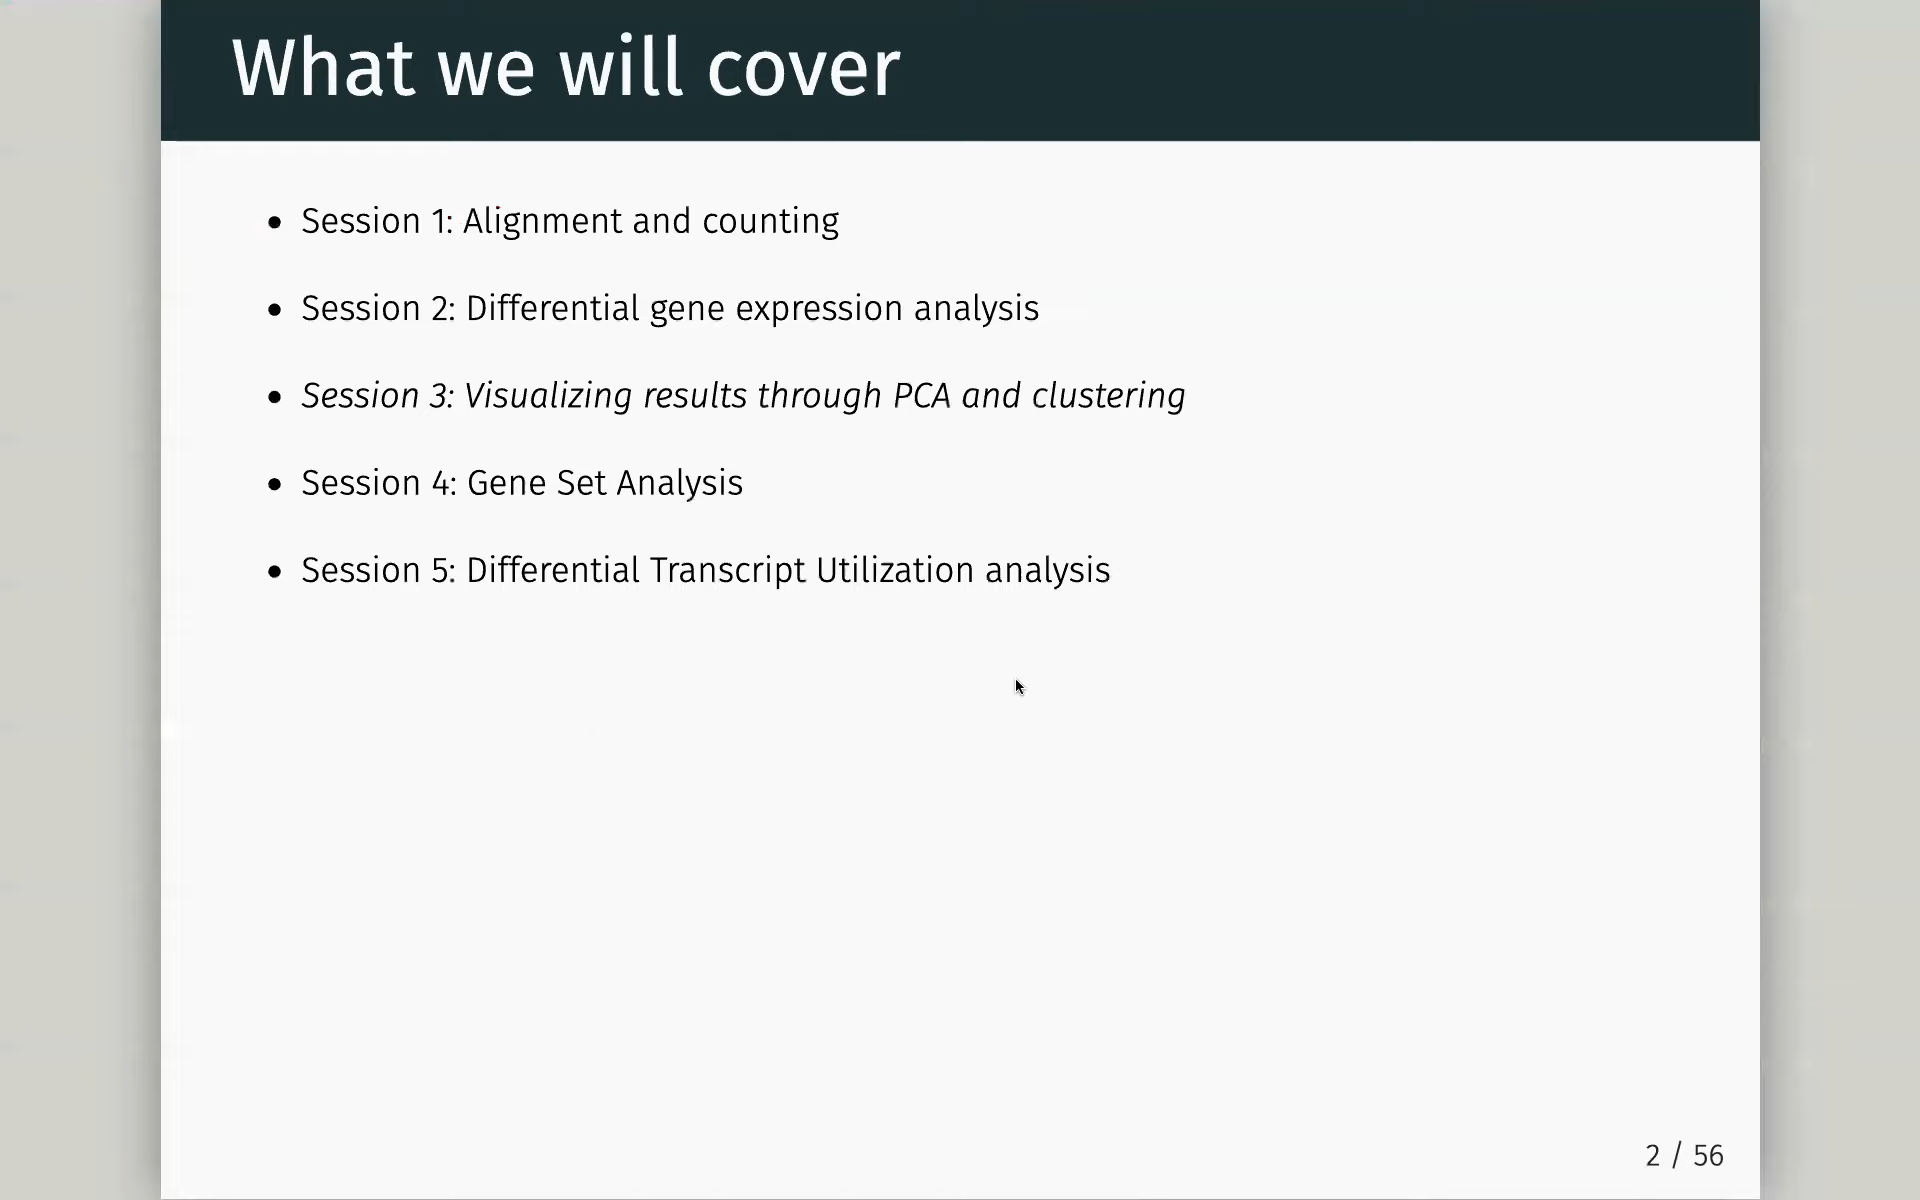 What we will cover
• Session 1: Alignment and counting
• Session 2: Differential gene expression analysis
• Session 3: Visualizing results through PCA and clustering
• Session 4: Gene Set Analysis
• Session 5: Differential Transcript Utilization analysis
2 / 56